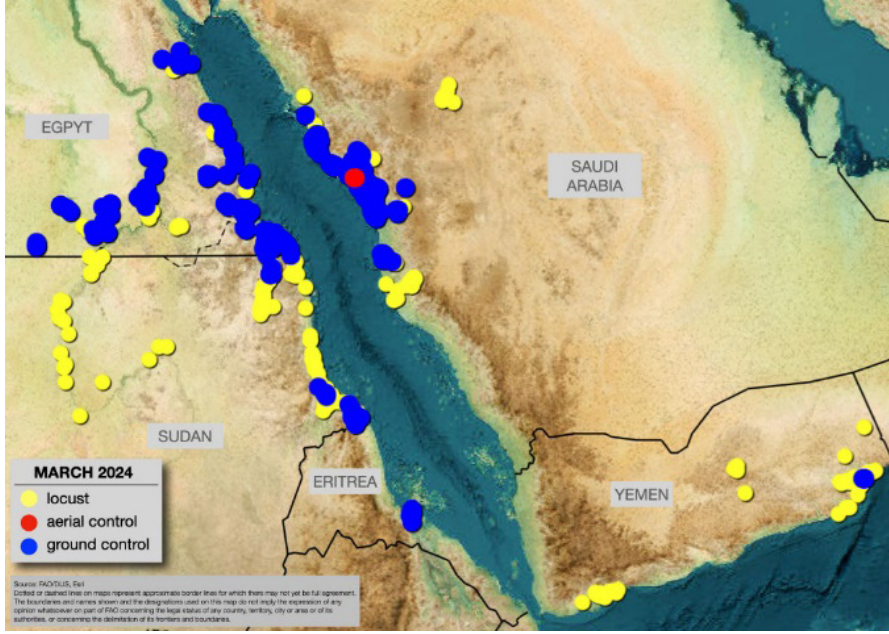 EGPYT
SAUDI
ARABIA
SUDAN
ERITREA
YEMEN
MARCH 2024
locust
aerial control
ground control
Source: FAO/DLIS, Esri
Dotted or dashed lines on maps represent approximate border lines for which there may not yet be full agreement.
The boundaries and names shown and the designations used on this map do not imply the expression of any
opinion whatsoever on part of FAO concerning the legal status of any country, territory, city or area or of its
authorities, or concerning the delimitation of its frontiers and boundaries.